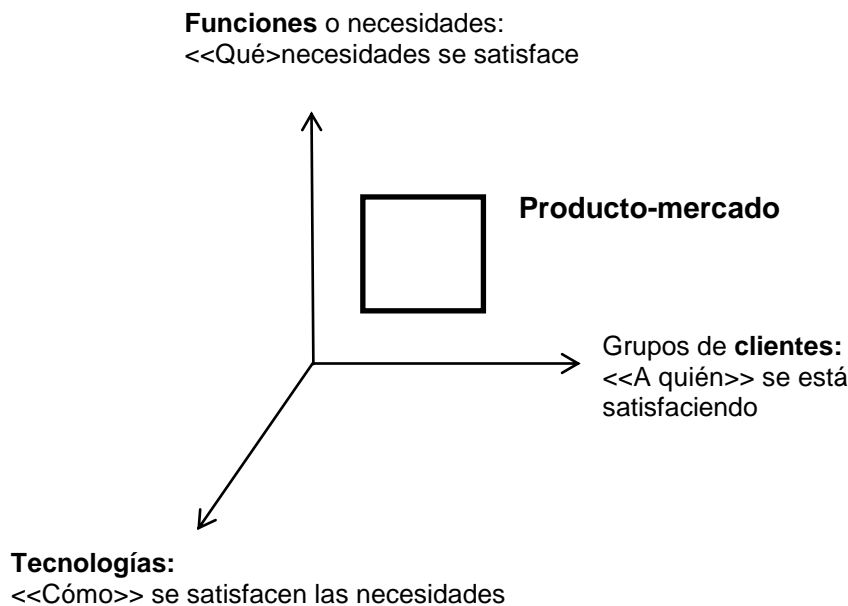 Funciones o necesidades:
<<Qué>necesidades se satisface
Producto-mercado
Grupos de clientes:
<<A quién>> se está
satisfaciendo
Tecnologías:
<<Cómo>> se satisfacen las necesidades